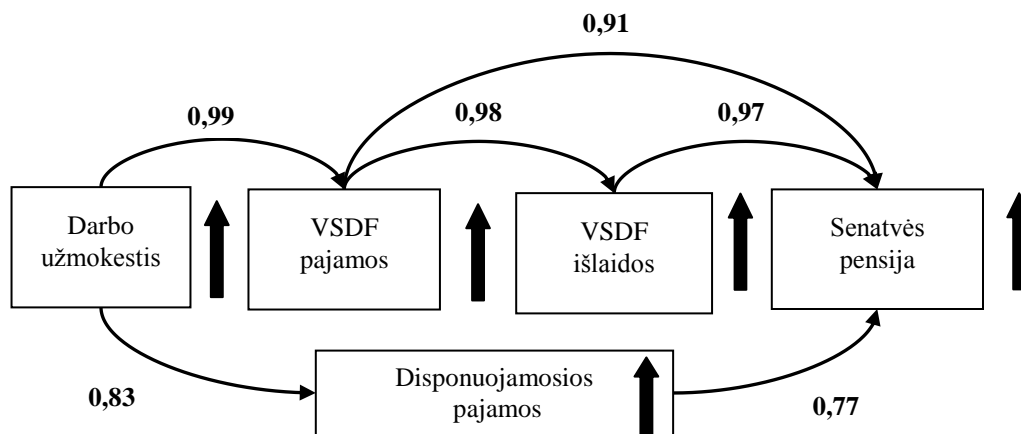 0,91
0,99
0,98
0,97
Darbo
užmokestis
VSDF
pajamos
VSDF
išlaidos
Senatvės
pensija
0,83
Disponuojamosios
pajamos
0,77